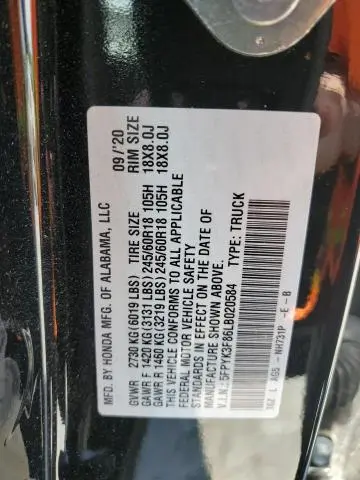 MFD. BY HONDA MFG. OF ALABAMA, LLC 09/'20
GVWR 2730 KG (6019 LBS) TIRE SIZE RIM SIZE
GAWR F 1420 KG (3131 LBS) 245/60R18 105H 18X8.0J
GAWR R 1460 KG (3219 LBS) 245/60R18 105H 18X8.0J
THIS VEHICLE CONFORMS TO ALL APPLICABLE
FEDERAL MOTOR VEHICLE SAFETY
STANDARDS IN EFFECT ON THE DATE OF
MANUFACTURE SHOWN ABOVE.
V.I.N.: 5FPYK3F86LB020584 TYPE: TRUCK
AG5 - NH731P -E -B